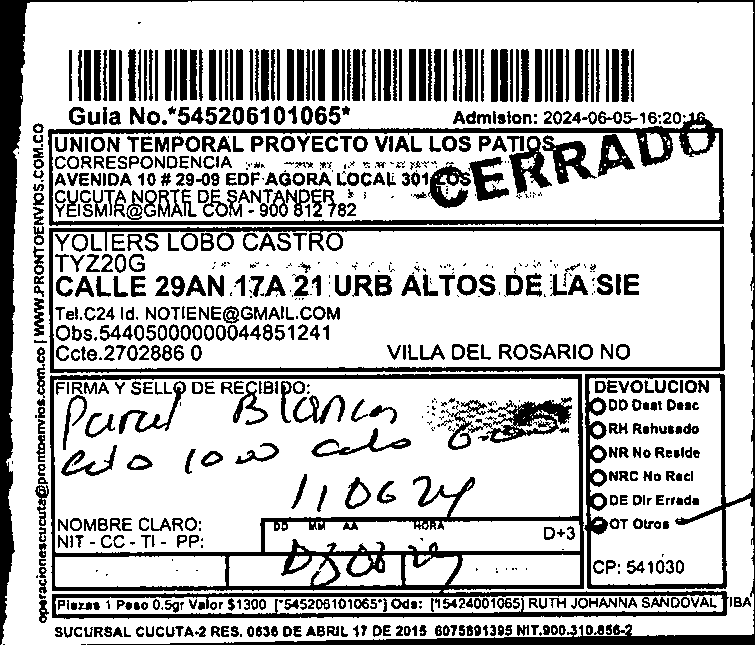 Guia No.*545206101065*
Admision: 2024-06-05-16:20:16
UNION TEMPORAL PROYECTO VIAL LOS PATIOS
CORRESPONDENCIA
AVENIDA 10 # 29-09 EDF AGORA LOCAL 301 LOS
CUCUTA NORTE DE SANTANDER
YEISMIR@GMAIL COM - 900 812 782
CERRADO
YOLIERS LOBO CASTRO
TYZ20G
CALLE 29AN 17A 21 URB ALTOS DE LA SIE
Tel.C24 Id. NOTIENE@GMAIL.COM
Obs.54405000000044851241
Ccte.2702886 0 VILLA DEL ROSARIO NO
FIRMA Y SELLO DE RECIBIDO:
Blanca
110624
NOMBRE CLARO:
NIT - CC - TI - PP:
DD MM AA HORA
D+3
DEVOLUCION
DD Dest Desc
RH Rehusado
NR No Reside
NRC No Recl
DE Dir Errada
OT Otros
CP: 541030
Piezas 1 Peso 0.5gr Valor $1300 [*545206101065*] Ods: [15424001065] RUTH JOHANNA SANDOVAL TIBA
SUCURSAL CUCUTA-2 RES. 0636 DE ABRIL 17 DE 2015 6075891395 NIT.900.310.856-2
operacionescucuta@prontoenvios.com.co | WWW.PRONTOENVIOS.COM.CO